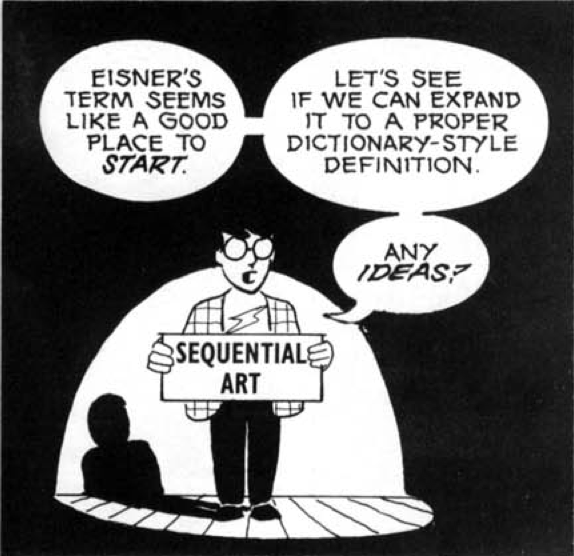 EISNER'S
TERM SEEMS
LIKE A GOOD
PLACE TO
START.
LET'S SEE
IF WE CAN EXPAND
IT TO A PROPER
DICTIONARY-STYLE
DEFINITION.
ANY
IDEAS?
SEQUENTIAL
ART